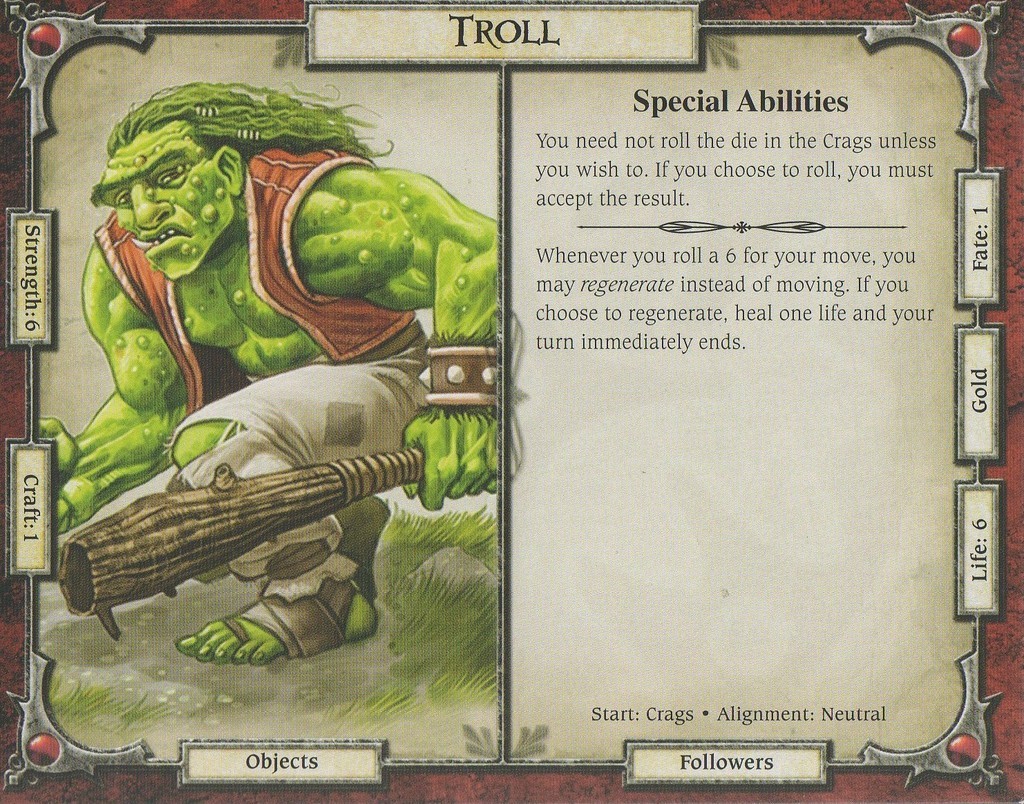 TROLL
Special Abilities
You need not roll the die in the Crags unless
you wish to. If you choose to roll, you must
accept the result.
Whenever you roll a 6 for your move, you
may regenerate instead of moving. If you
choose to regenerate, heal one life and your
turn immediately ends.
Start: Crags • Alignment: Neutral
Strength: 6
Craft: 1
Fate: 1
Gold
Life: 6
Objects
Followers